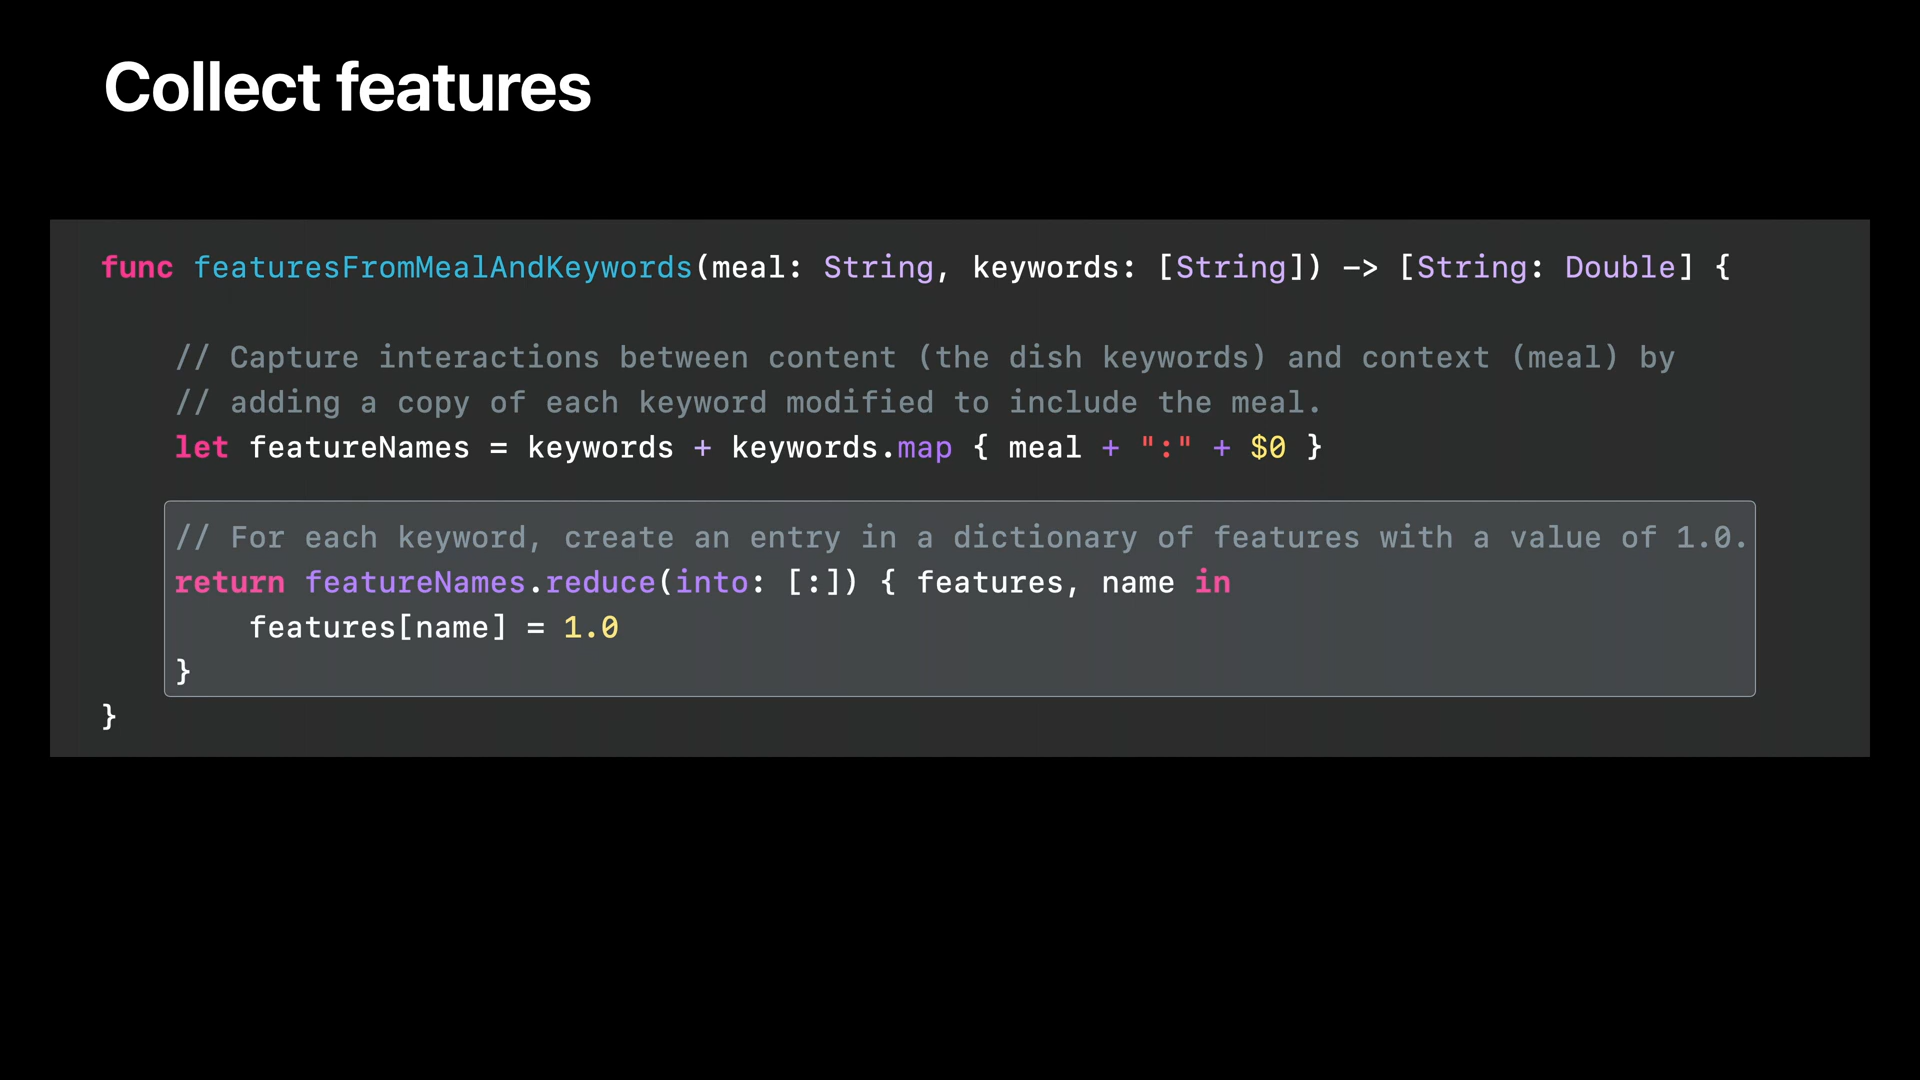 Collect features
func featuresFromMealAndKeywords(meal: String, keywords: [String]) -> [String: Double] {
// Capture interactions between content (the dish keywords) and context (meal) by
// adding a copy of each keyword modified to include the meal.
let featureNames = keywords + keywords.map { meal + ":" + $0 }
// For each keyword, create an entry in a dictionary of features with a value of 1.0.
return featureNames.reduce(into: [:]) { features, name in
features[name] = 1.0
}
}